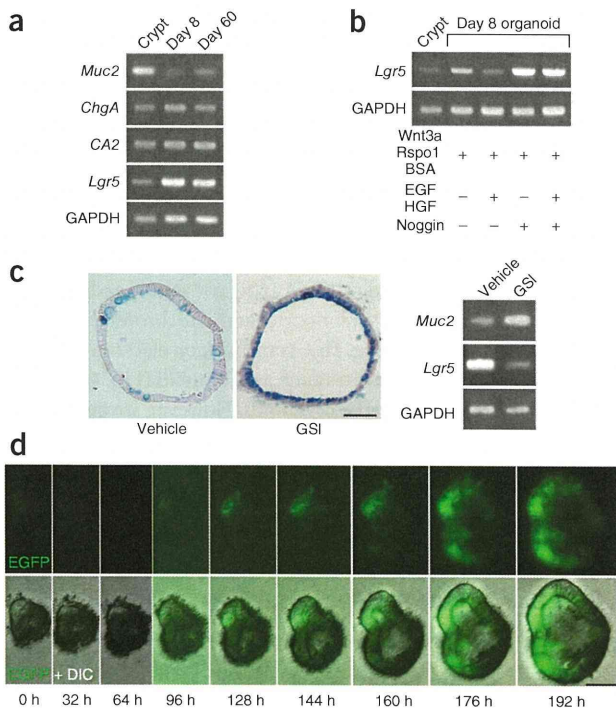 a
Crypt
Day 8
Day 60
Muc2
ChgA
CA2
Lgr5
GAPDH
b
Day 8 organoid
Crypt
Lgr5
GAPDH
Wnt3a
Rspo1
BSA
+ + + +
EGF
HGF
− + − +
Noggin
− − + +
c
Vehicle
GSI
Vehicle
GSI
Muc2
Lgr5
GAPDH
d
EGFP
EGFP + DIC
0 h 32 h 64 h 96 h 128 h 144 h 160 h 176 h 192 h